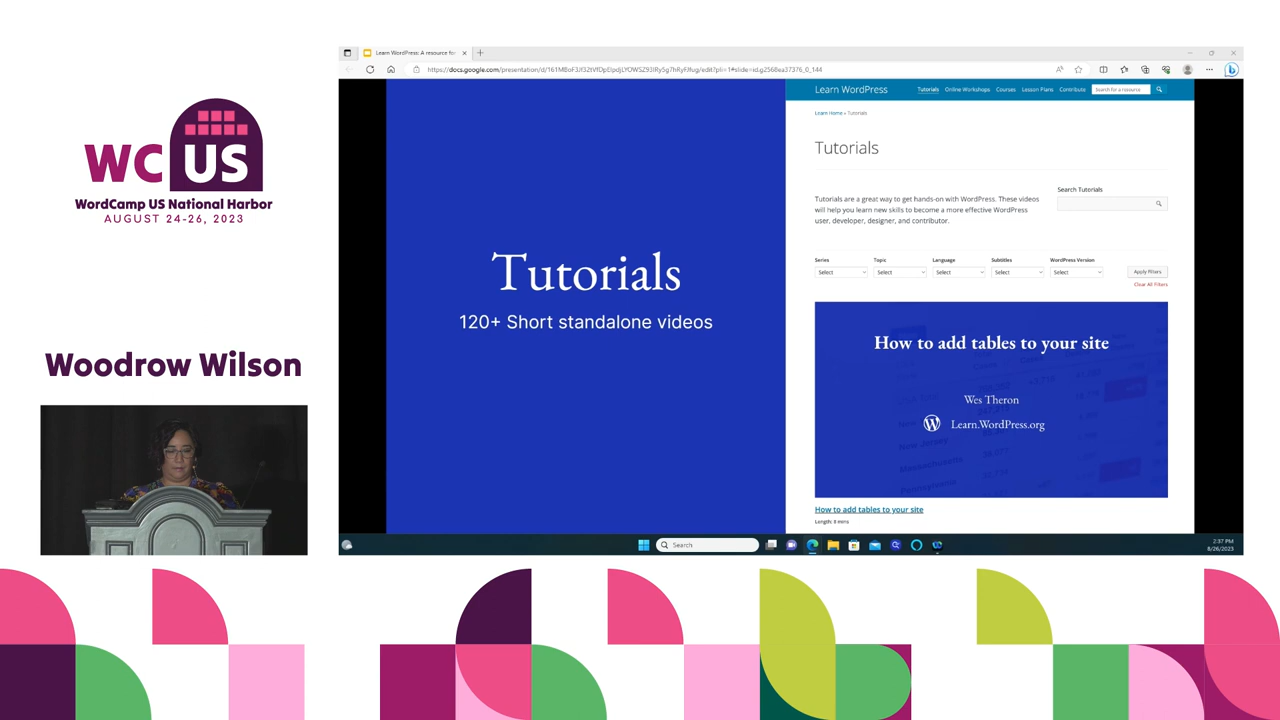 WC US
WordCamp US National Harbor
AUGUST 24-26, 2023
Woodrow Wilson
Learn WordPress: A resource for
Learn WordPress
Tutorials
Online Workshops
Courses
Lesson Plans
Contribute
Search for a resource
Learn Home » Tutorials
Tutorials
Search Tutorials
Tutorials are a great way to get hands-on with WordPress. These videos
will help you learn new skills to become a more effective WordPress
user, developer, designer, and contributor.
Series
Topic
Language
Subtitles
WordPress Version
Select
Select
Select
Select
Select
Apply Filters
Clear All Filters
Tutorials
120+ Short standalone videos
How to add tables to your site
Wes Theron
Learn.WordPress.org
New Jersey
Massachusetts
Pennsylvania
How to add tables to your site
Length: 8 mins
Search
2:37 PM
8/26/2023